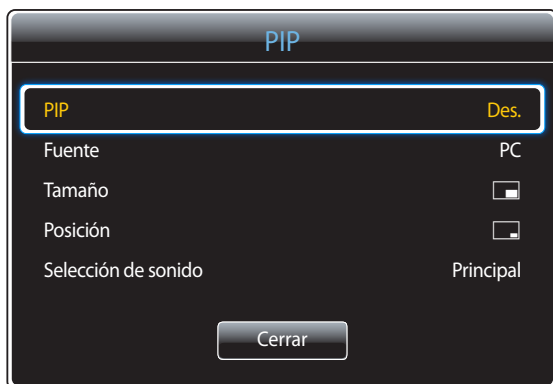 PIP
PIP Des.
Fuente PC
Tamaño
Posición
Selección de sonido Principal
Cerrar